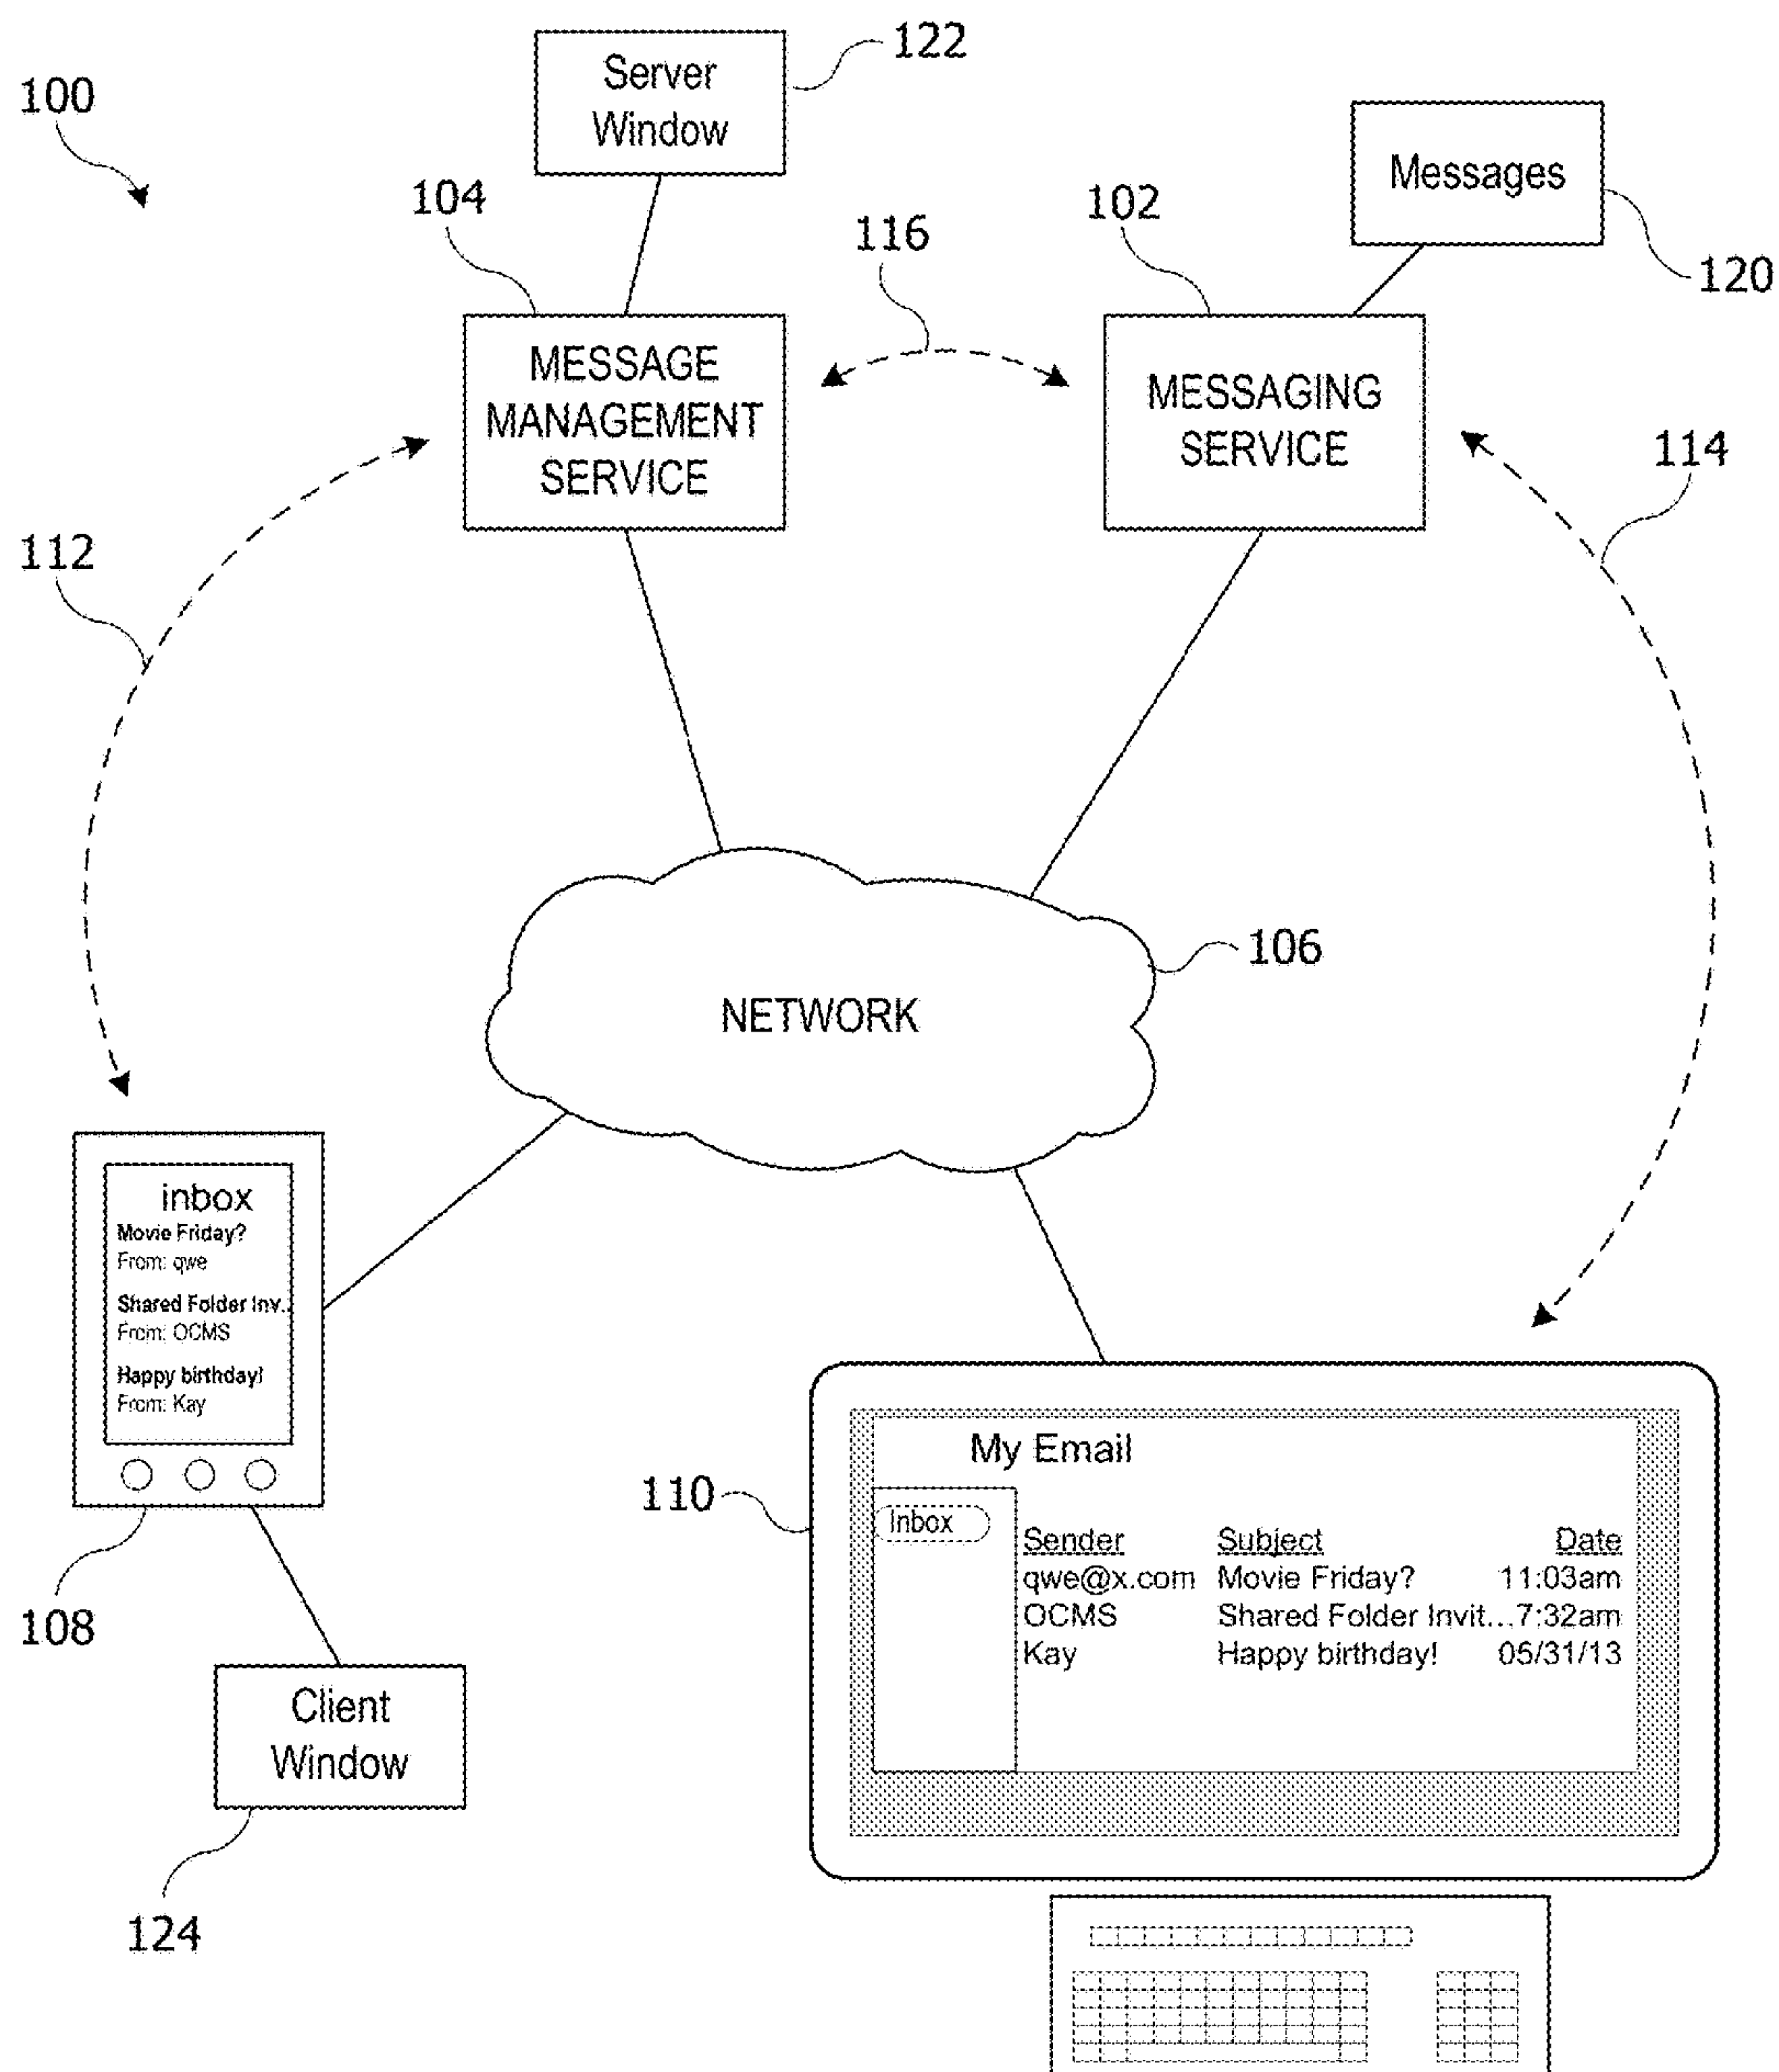 122
Server
Window
100
Messages
104
102
116
120
MESSAGE
MANAGEMENT
SERVICE
MESSAGING
SERVICE
114
112
106
NETWORK
inbox
Movie Friday?
From: qwe
Shared Folder Inv..
From: OCMS
Happy birthday!
From: Kay
My Email
110
Inbox
Sender Subject Date
qwe@x.com Movie Friday? 11:03am
OCMS Shared Folder Invit...7:32am
Kay Happy birthday! 05/31/13
108
Client
Window
124